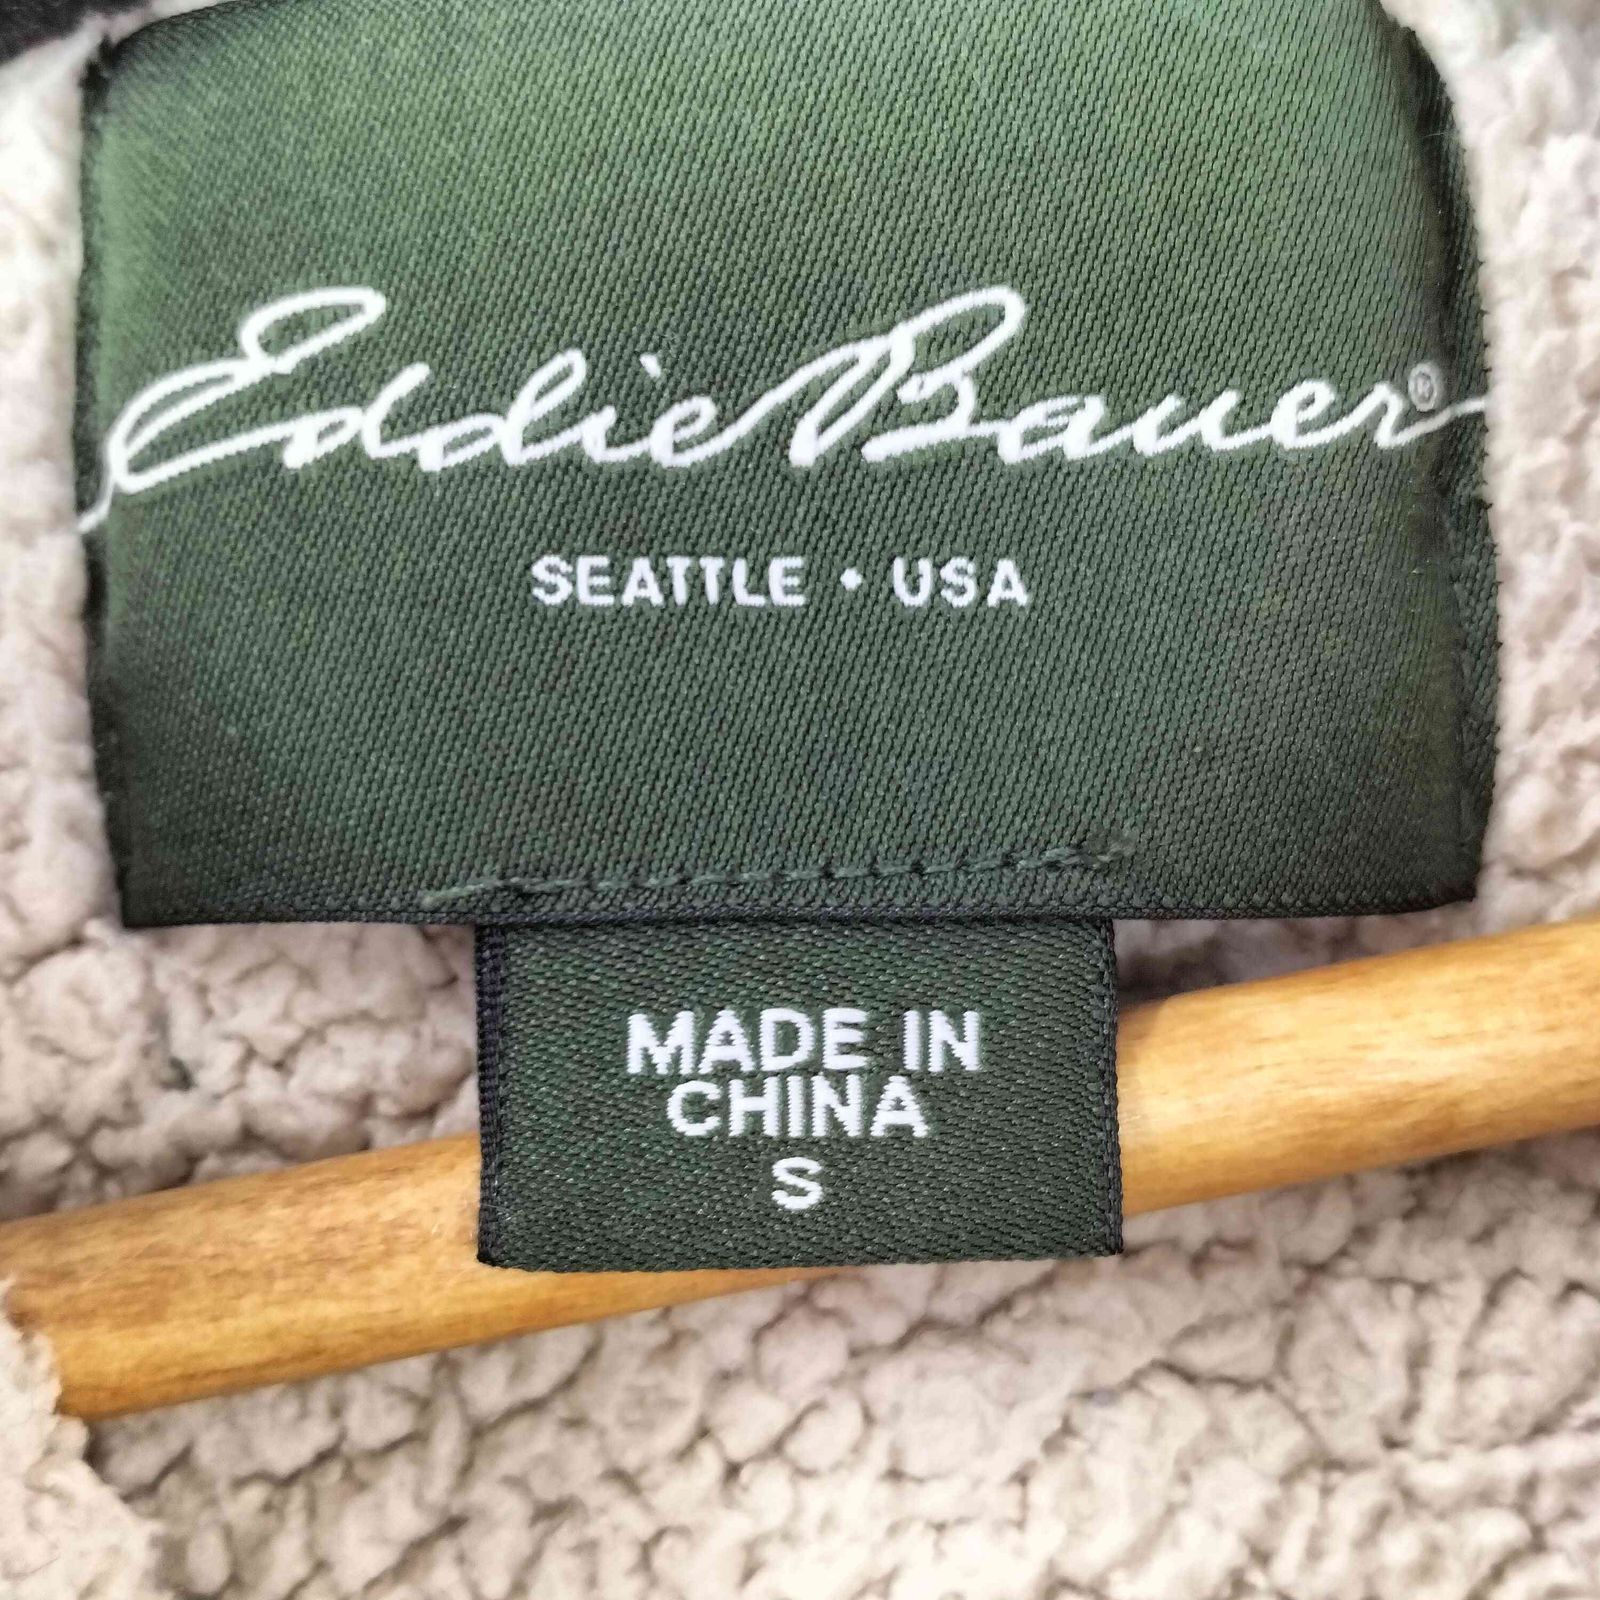 Eddie Bauer®
SEATTLE • USA
MADE IN
CHINA
S